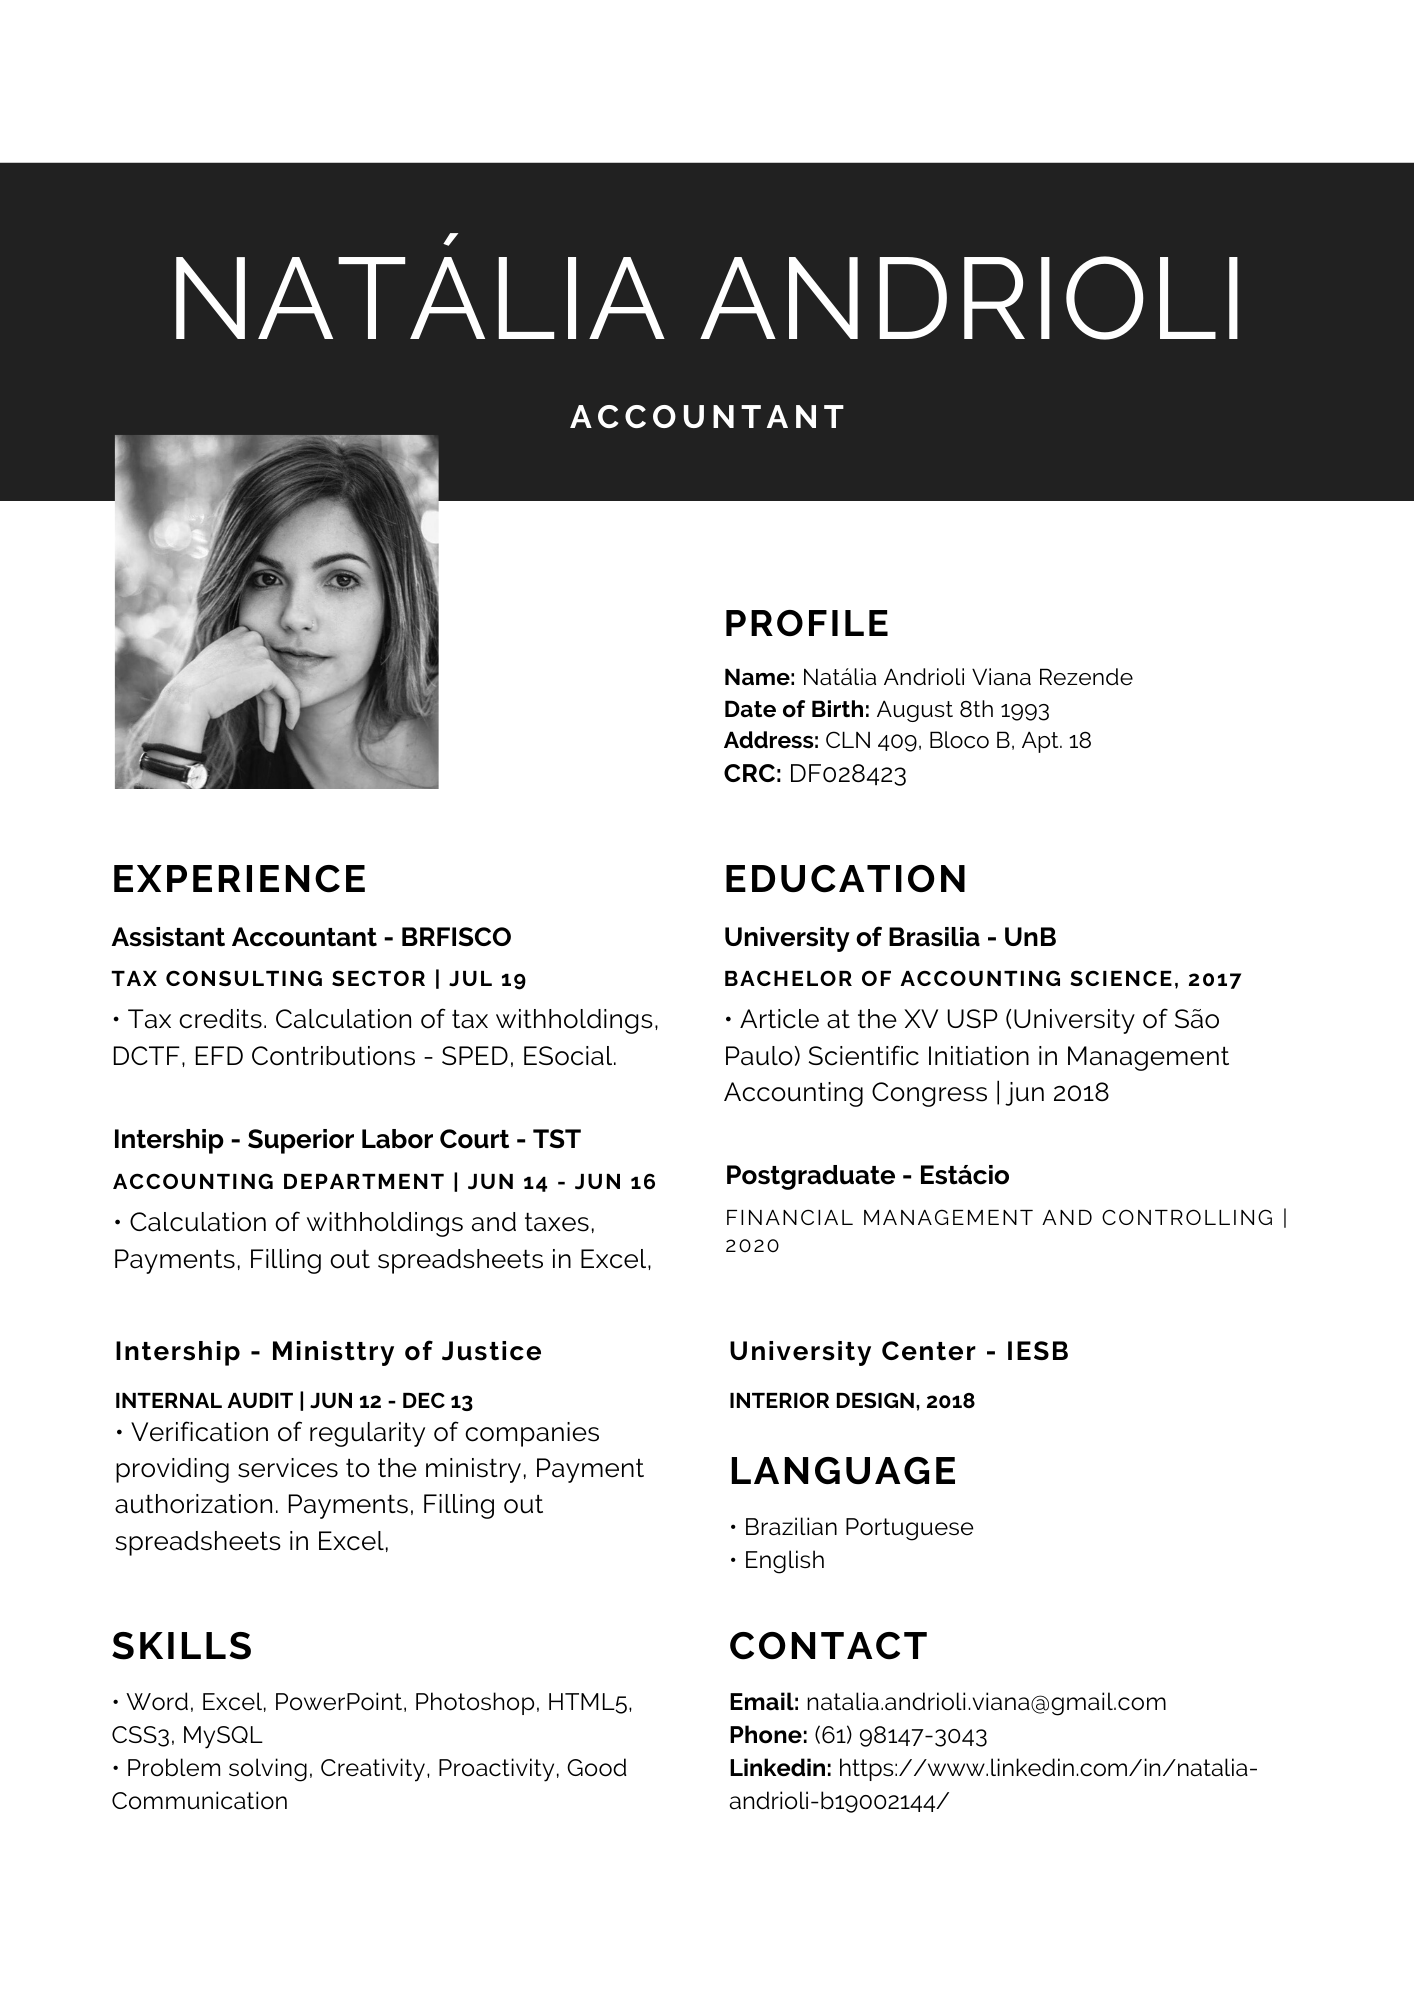 NATÁLIA ANDRIOLI
ACCOUNTANT
PROFILE
Name: Natália Andrioli Viana Rezende
Date of Birth: August 8th 1993
Address: CLN 409, Bloco B, Apt. 18
CRC: DF028423
EXPERIENCE
Assistant Accountant - BRFISCO
TAX CONSULTING SECTOR | JUL 19
• Tax credits. Calculation of tax withholdings,
DCTF, EFD Contributions - SPED, ESocial.
Intership - Superior Labor Court - TST
ACCOUNTING DEPARTMENT | JUN 14 - JUN 16
• Calculation of withholdings and taxes,
Payments, Filling out spreadsheets in Excel,
Intership - Ministtry of Justice
INTERNAL AUDIT | JUN 12 - DEC 13
• Verification of regularity of companies
providing services to the ministry, Payment
authorization. Payments, Filling out
spreadsheets in Excel,
SKILLS
• Word, Excel, PowerPoint, Photoshop, HTML5,
CSS3, MySQL
• Problem solving, Creativity, Proactivity, Good
Communication
EDUCATION
University of Brasilia - UnB
BACHELOR OF ACCOUNTING SCIENCE, 2017
• Article at the XV USP (University of São
Paulo) Scientific Initiation in Management
Accounting Congress | jun 2018
Postgraduate - Estácio
FINANCIAL MANAGEMENT AND CONTROLLING |
2020
University Center - IESB
INTERIOR DESIGN, 2018
LANGUAGE
• Brazilian Portuguese
• English
CONTACT
Email: natalia.andrioli.viana@gmail.com
Phone: (61) 98147-3043
Linkedin: https://www.linkedin.com/in/natalia-
andrioli-b19002144/